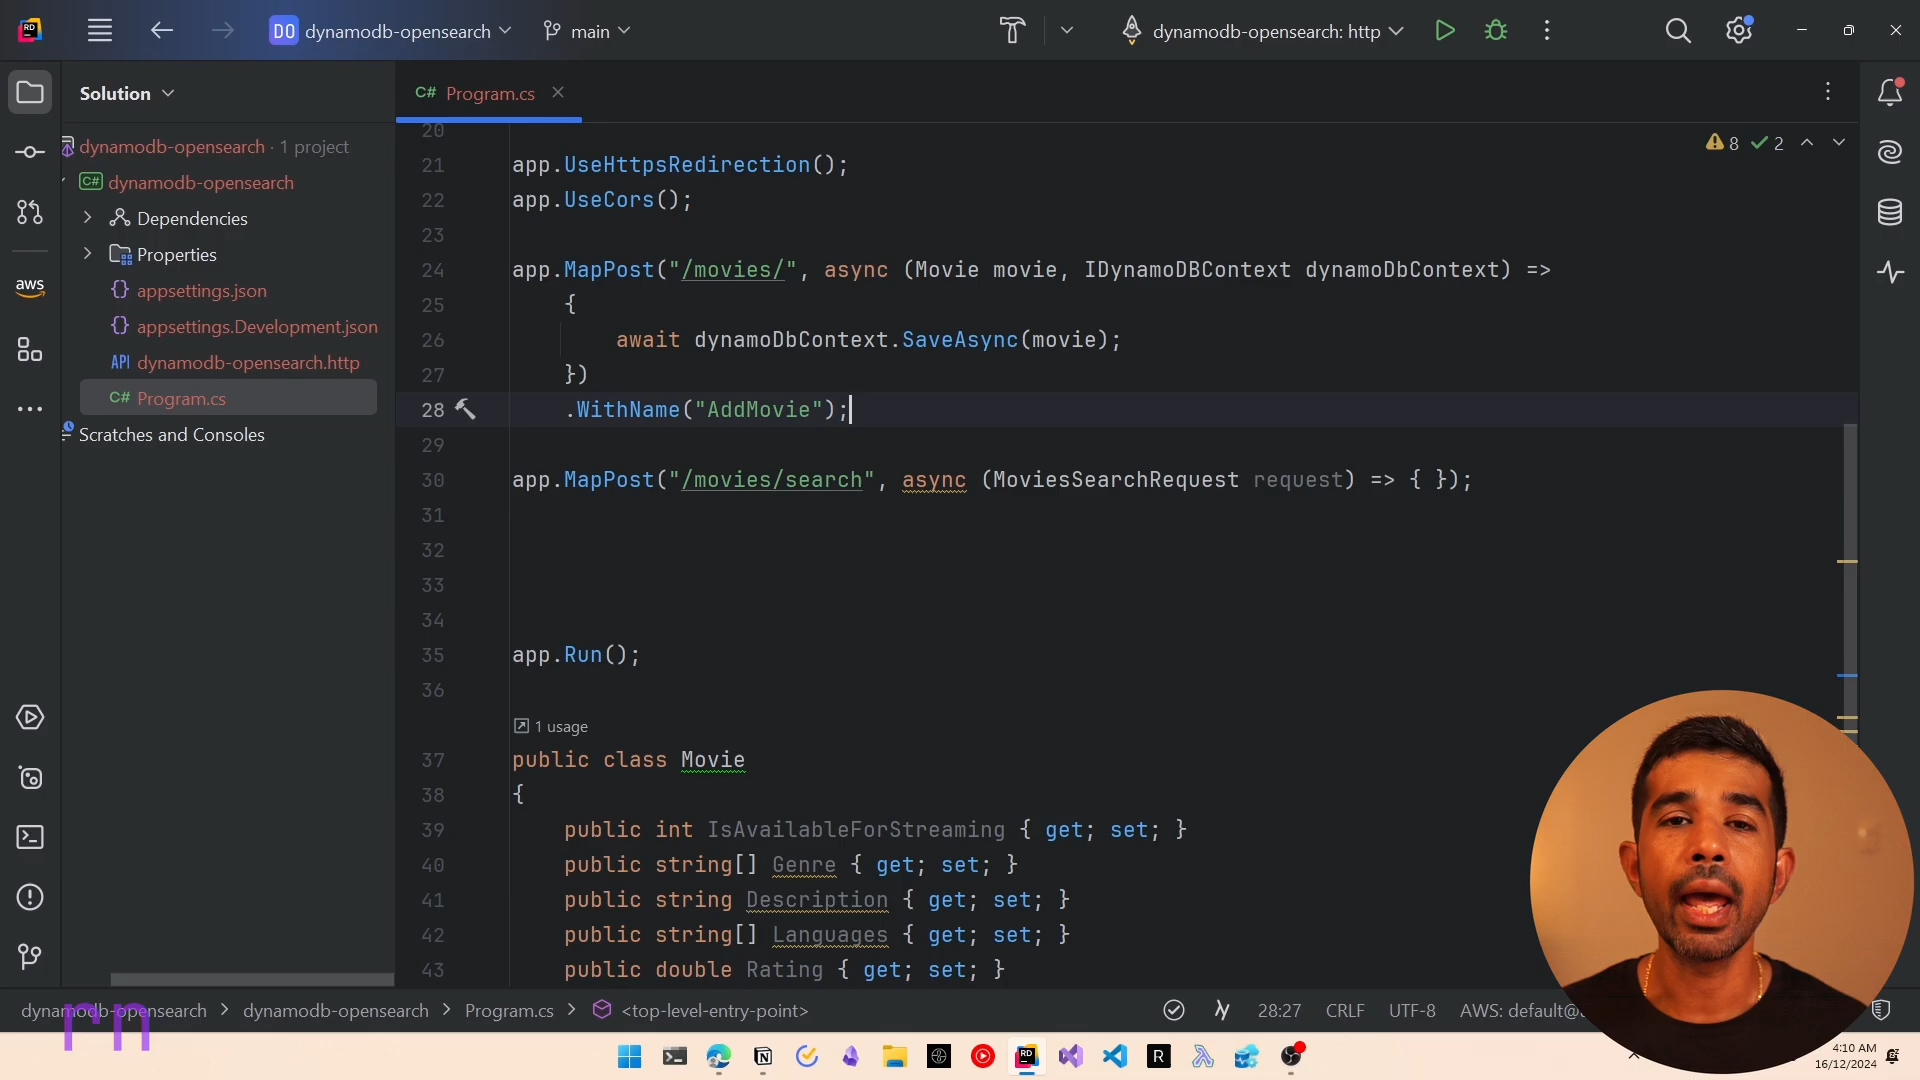 RD
DO dynamodb-opensearch
main
dynamodb-opensearch: http
Solution
C# Program.cs
dynamodb-opensearch · 1 project
C# dynamodb-opensearch
Dependencies
Properties
{} appsettings.json
{} appsettings.Development.json
API dynamodb-opensearch.http
C# Program.cs
Scratches and Consoles
aws
8 2
20
21 app.UseHttpsRedirection();
22 app.UseCors();
23
24 app.MapPost("/movies/", async (Movie movie, IDynamoDBContext dynamoDbContext) =>
25 {
26 await dynamoDbContext.SaveAsync(movie);
27 })
28 .WithName("AddMovie");
29
30 app.MapPost("/movies/search", async (MoviesSearchRequest request) => { });
31
32
33
34
35 app.Run();
36
1 usage
37 public class Movie
38 {
39 public int IsAvailableForStreaming { get; set; }
40 public string[] Genre { get; set; }
41 public string Description { get; set; }
42 public string[] Languages { get; set; }
43 public double Rating { get; set; }
dynamodb-opensearch > dynamodb-opensearch > Program.cs > <top-level-entry-point>
28:27 CRLF UTF-8 AWS: default@
rn
RD
R
4:10 AM
16/12/2024